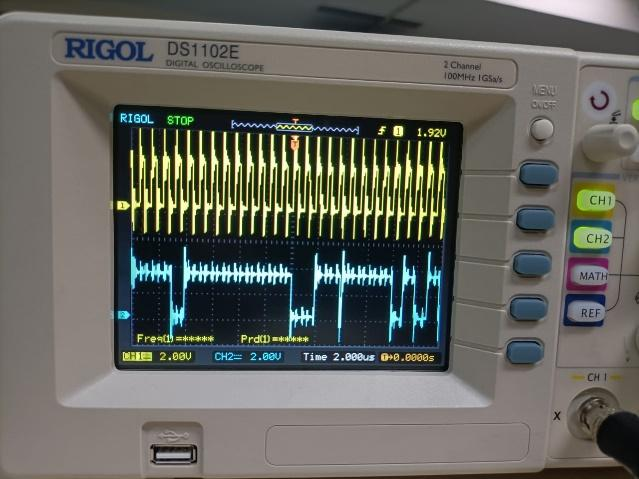 RIGOL DS1102E
DIGITAL OSCILLOSCOPE
2 Channel
100MHz 1GSa/s
MENU
ON/OFF
RIGOL STOP
T
1 1.92V
T
1
2
Freq(1)=***** Prd(1)=*****
CH1 2.00V CH2 2.00V Time 2.000us T→0.0000s
CH1
CH2
MATH
REF
CH 1
X